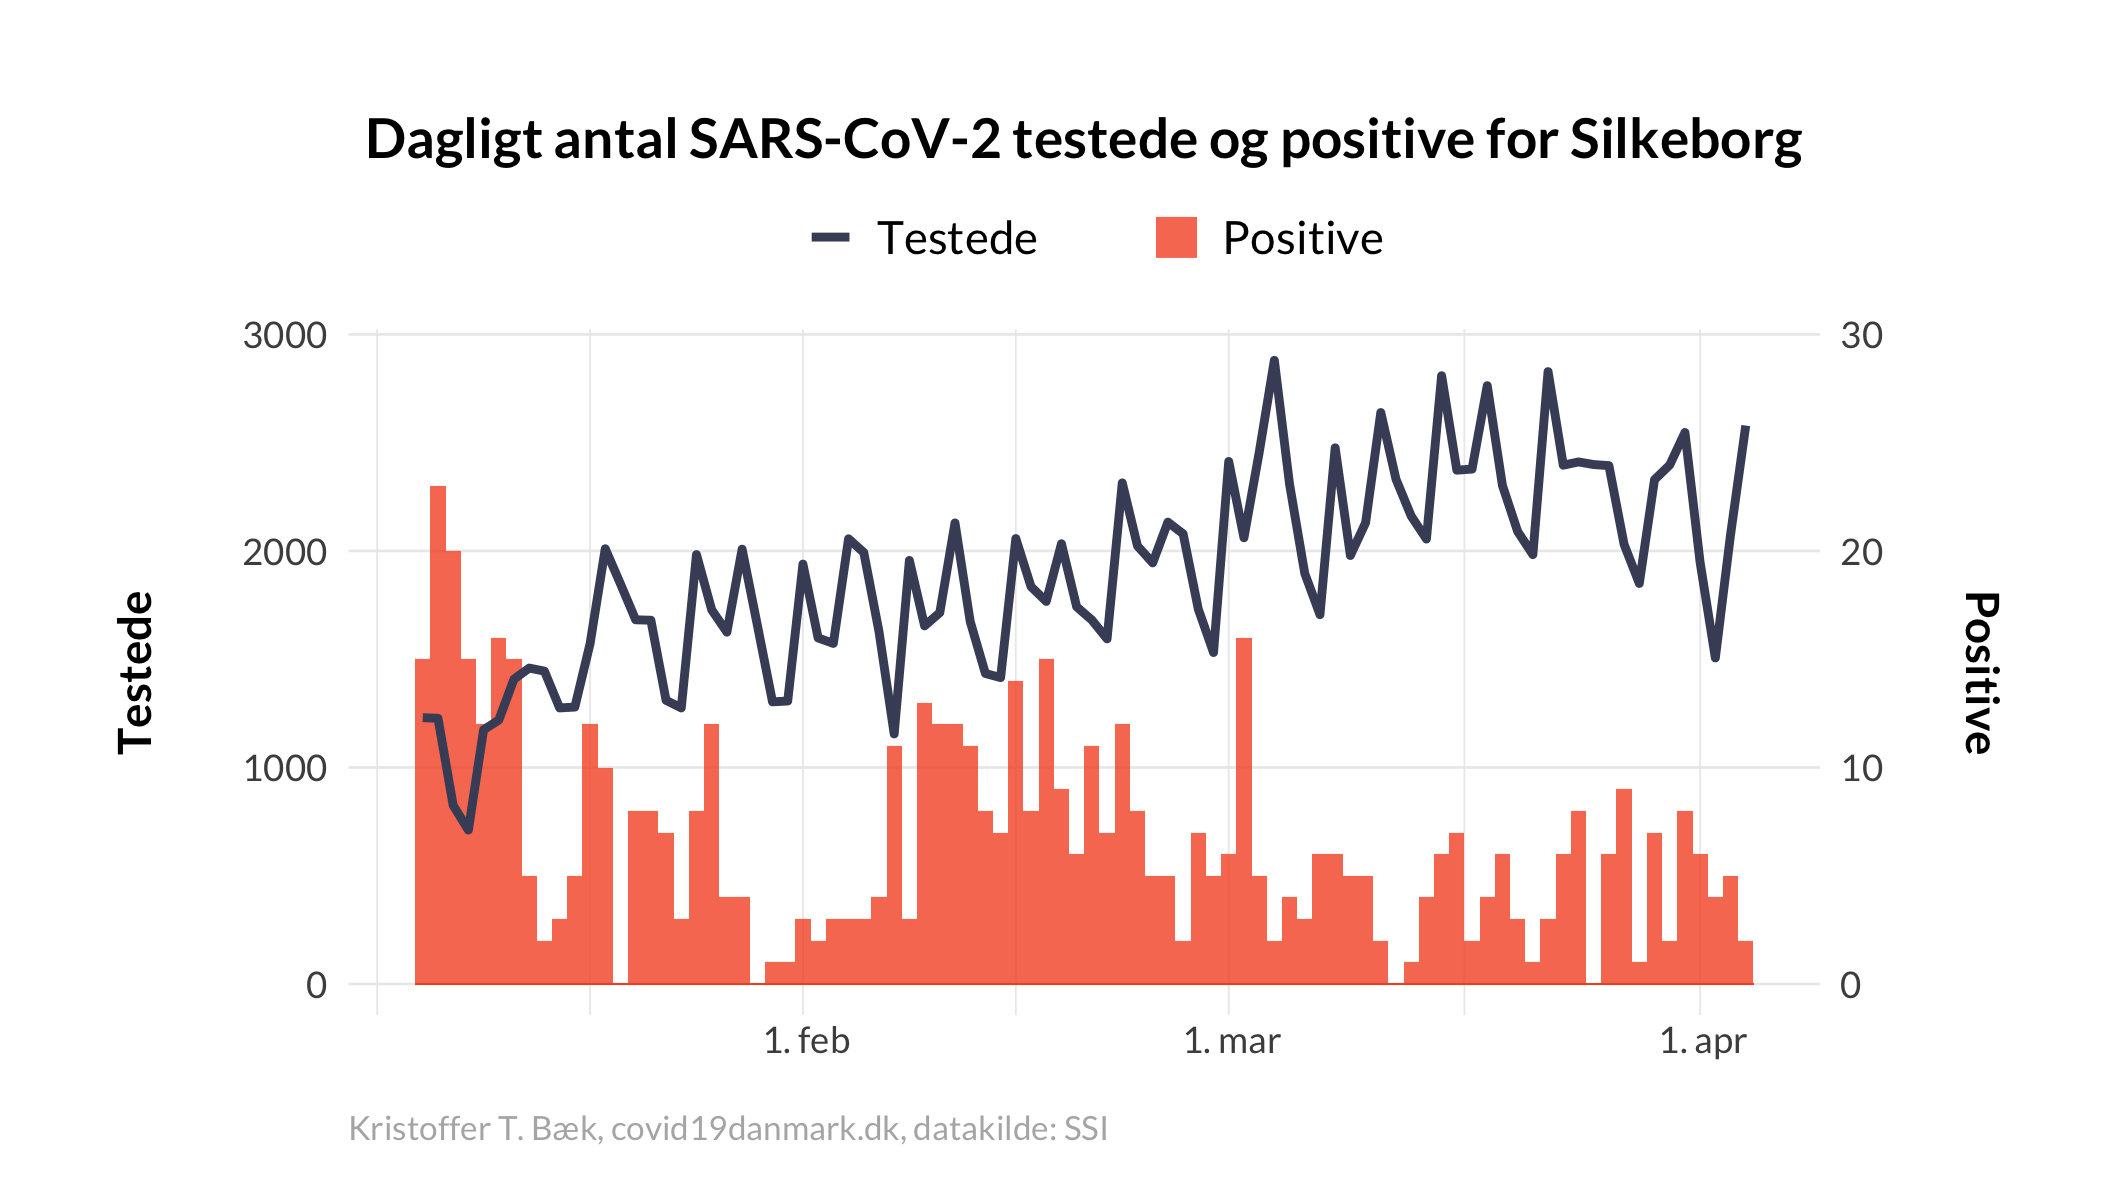 Dagligt antal SARS-CoV-2 testede og positive for Silkeborg
Testede Positive
3000 30
2000 20
1000 10
0 0
Testede
Positive
1. feb 1. mar 1. apr
Kristoffer T. Bæk, covid19danmark.dk, datakilde: SSI